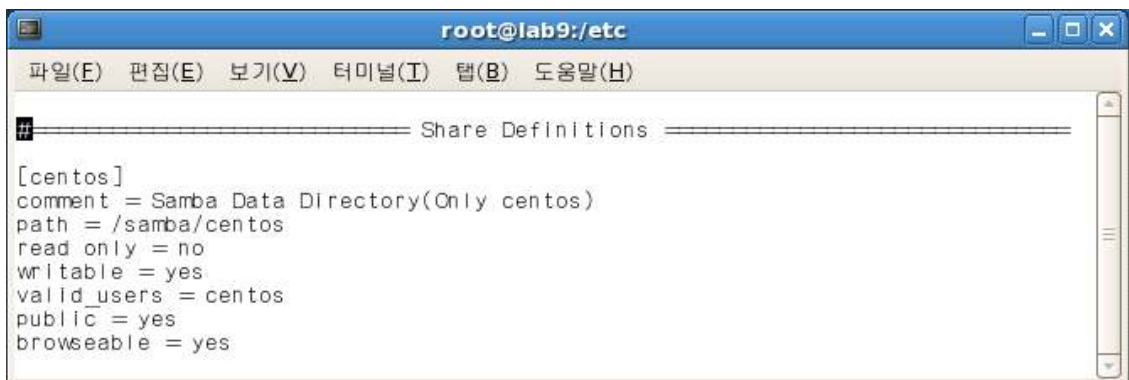 root@lab9:/etc
파일(F) 편집(E) 보기(V) 터미널(T) 탭(B) 도움말(H)
#============================ Share Definitions ==============================
[centos]
comment = Samba Data Directory(Only centos)
path = /samba/centos
read only = no
writable = yes
valid_users = centos
public = yes
browseable = yes